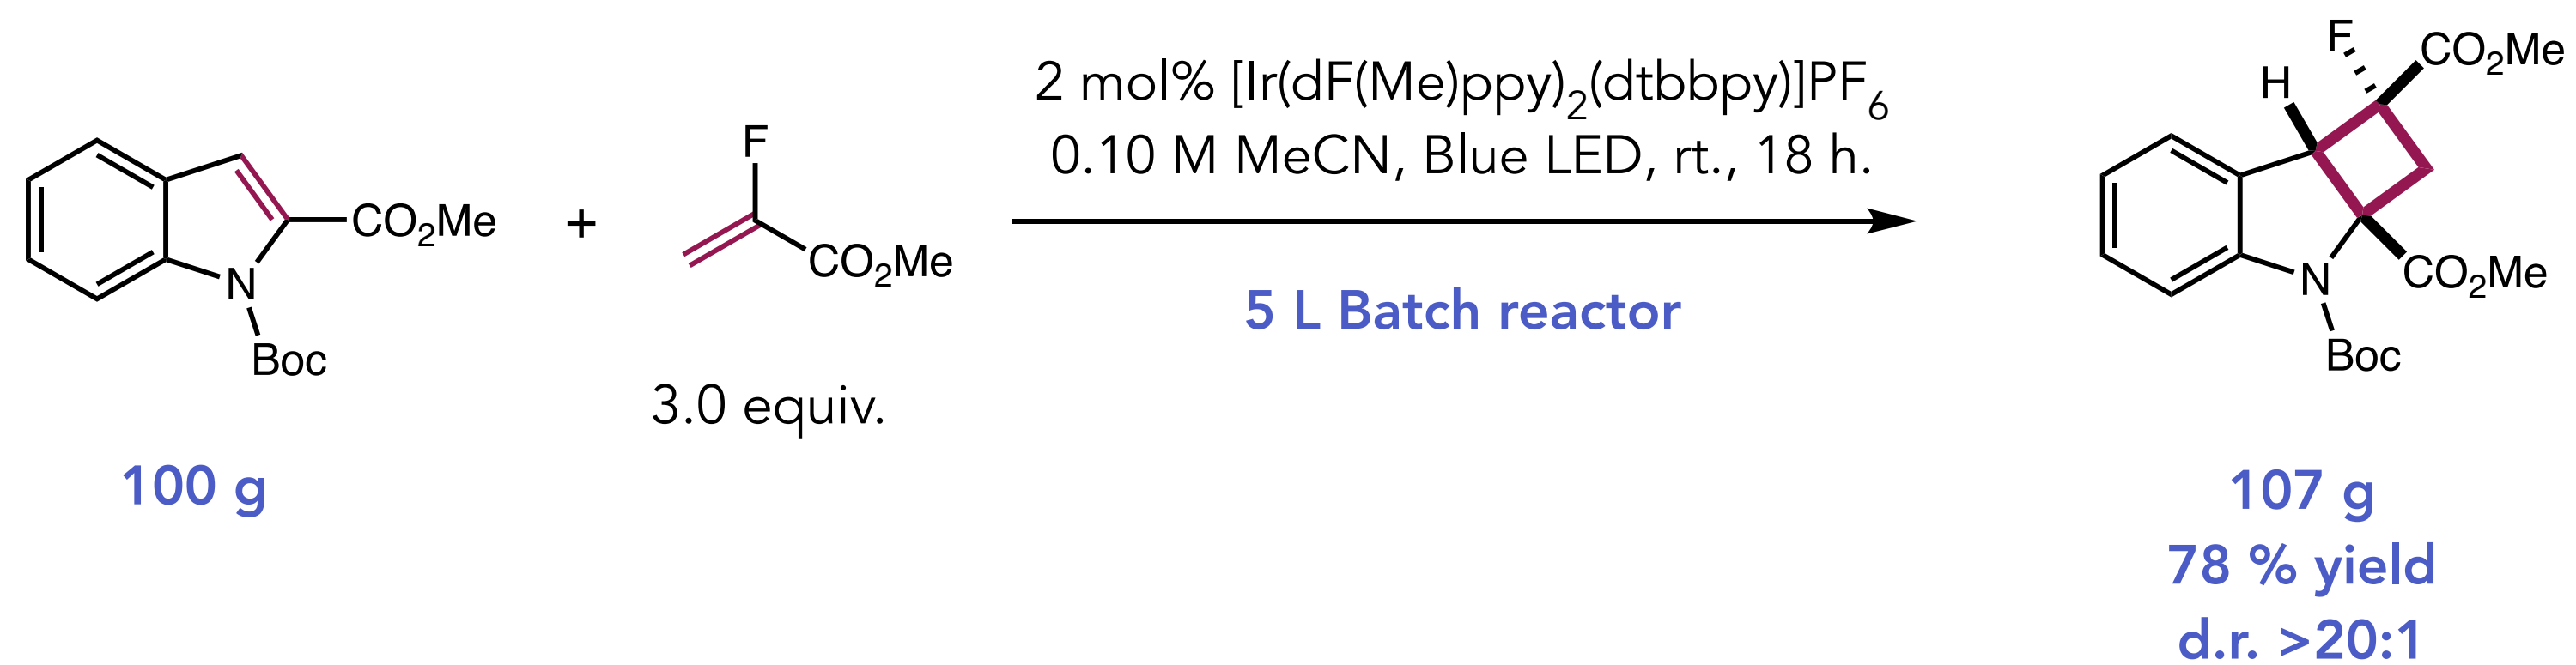 CO2Me
N
Boc
100 g
+
F
CO2Me
3.0 equiv.
2 mol% [Ir(dF(Me)ppy)2(dtbbpy)]PF6
0.10 M MeCN, Blue LED, rt., 18 h.
5 L Batch reactor
F
CO2Me
H
N
CO2Me
Boc
107 g
78 % yield
d.r. >20:1